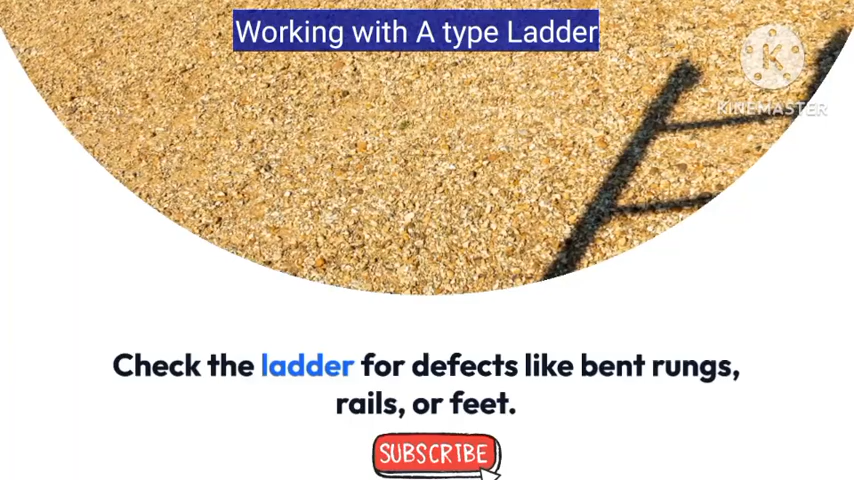 Working with A type Ladder
K
KINEMASTER
Check the ladder for defects like bent rungs,
rails, or feet.
SUBSCRIBE